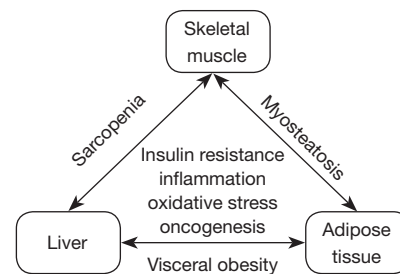 Skeletal
muscle
Sarcopenia
Myosteatosis
Insulin resistance
inflammation
oxidative stress
oncogenesis
Liver
Adipose
tissue
Visceral obesity